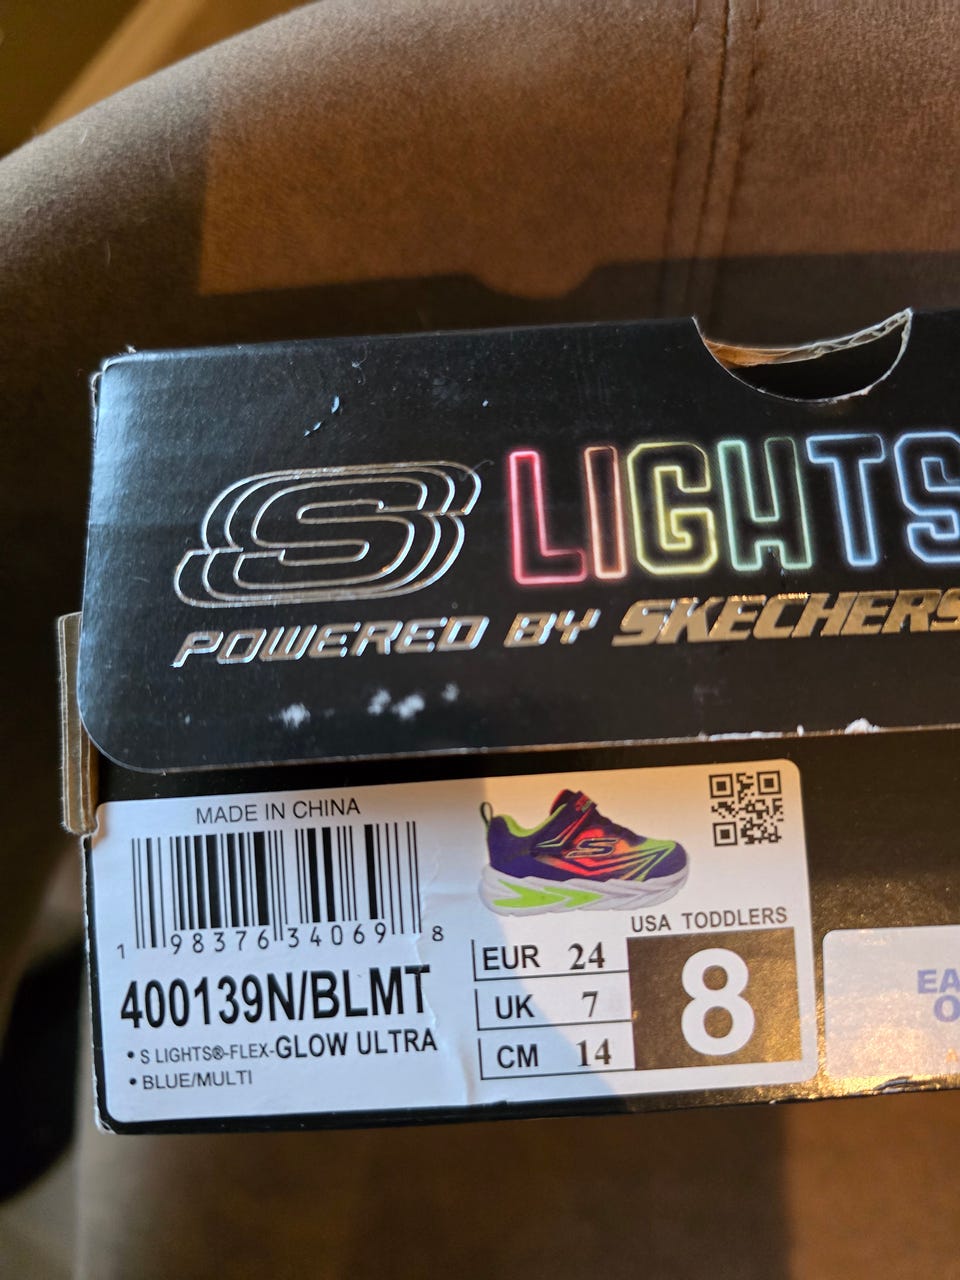 S LIGHTS
POWERED BY SKECHERS
MADE IN CHINA
1 98376 34069 8
400139N/BLMT
• S LIGHTS®-FLEX-GLOW ULTRA
• BLUE/MULTI
S
USA TODDLERS
8
EUR 24
UK 7
CM 14
EA
O